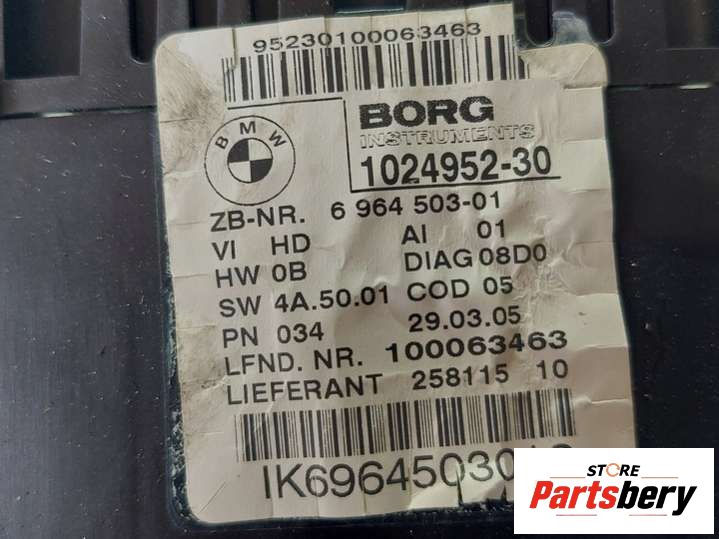 95230100063463
BMW
BORG
INSTRUMENTS
1024952-30
ZB-NR. 6 964 503-01
VI HD AI 01
HW 0B DIAG 08D0
SW 4A.50.01 COD 05
PN 034 29.03.05
LFND. NR. 100063463
LIEFERANT 258115 10
STORE
Partsbery